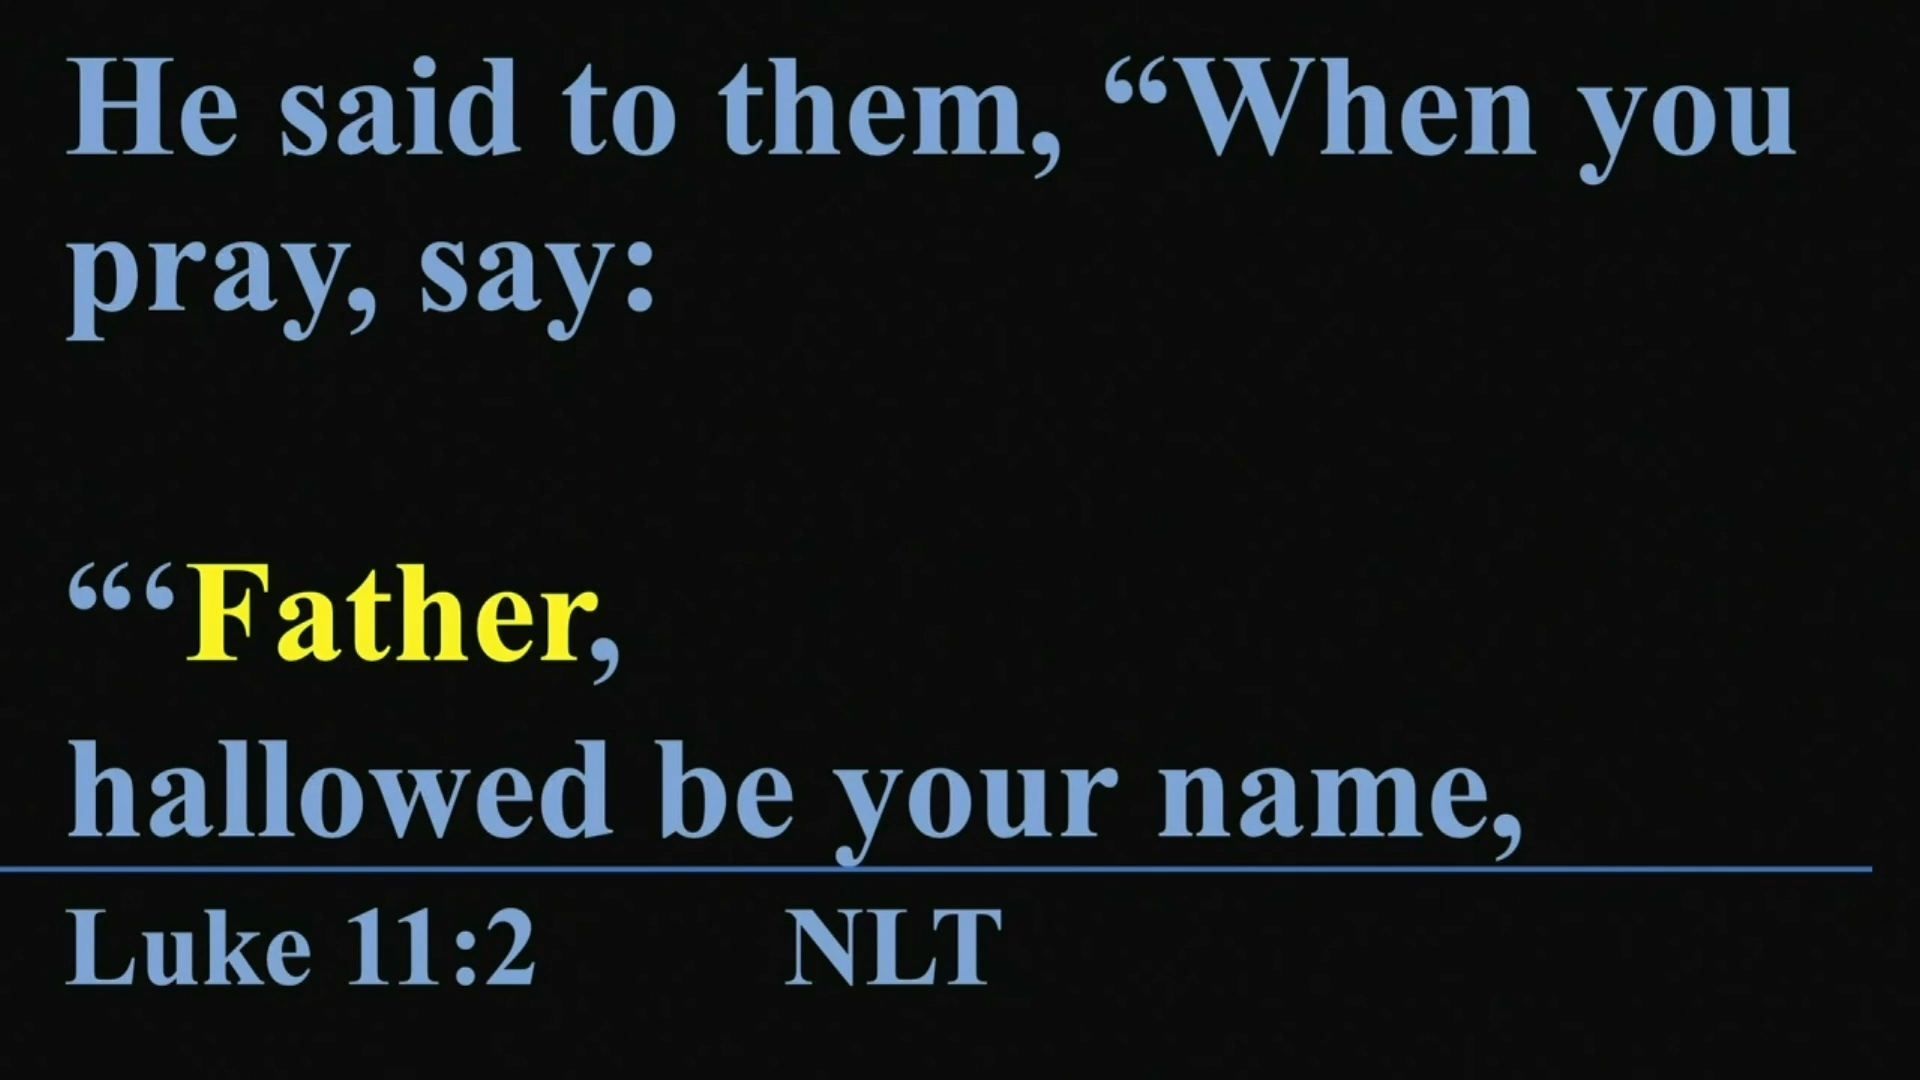 He said to them, “When you
pray, say:
“‘Father,
hallowed be your name,
Luke 11:2 NLT